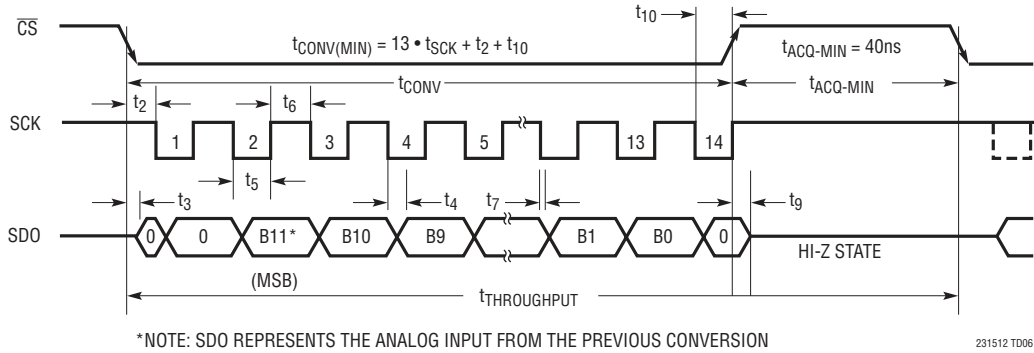 t10
CS
tCONV(MIN) = 13 • tSCK + t2 + t10
tACQ-MIN = 40ns
tCONV
tACQ-MIN
t2
t6
SCK
1
2
3
4
5
13
14
t5
t3
t4
t7
t9
SDO
0
0
B11*
B10
B9
B1
B0
0
HI-Z STATE
(MSB)
tTHROUGHPUT
*NOTE: SDO REPRESENTS THE ANALOG INPUT FROM THE PREVIOUS CONVERSION
231512 TD06